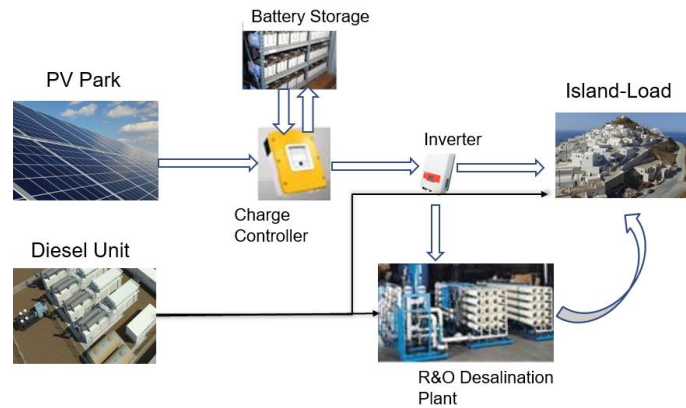 Battery Storage
PV Park
Island-Load
Inverter
Charge
Controller
Diesel Unit
R&O Desalination
Plant